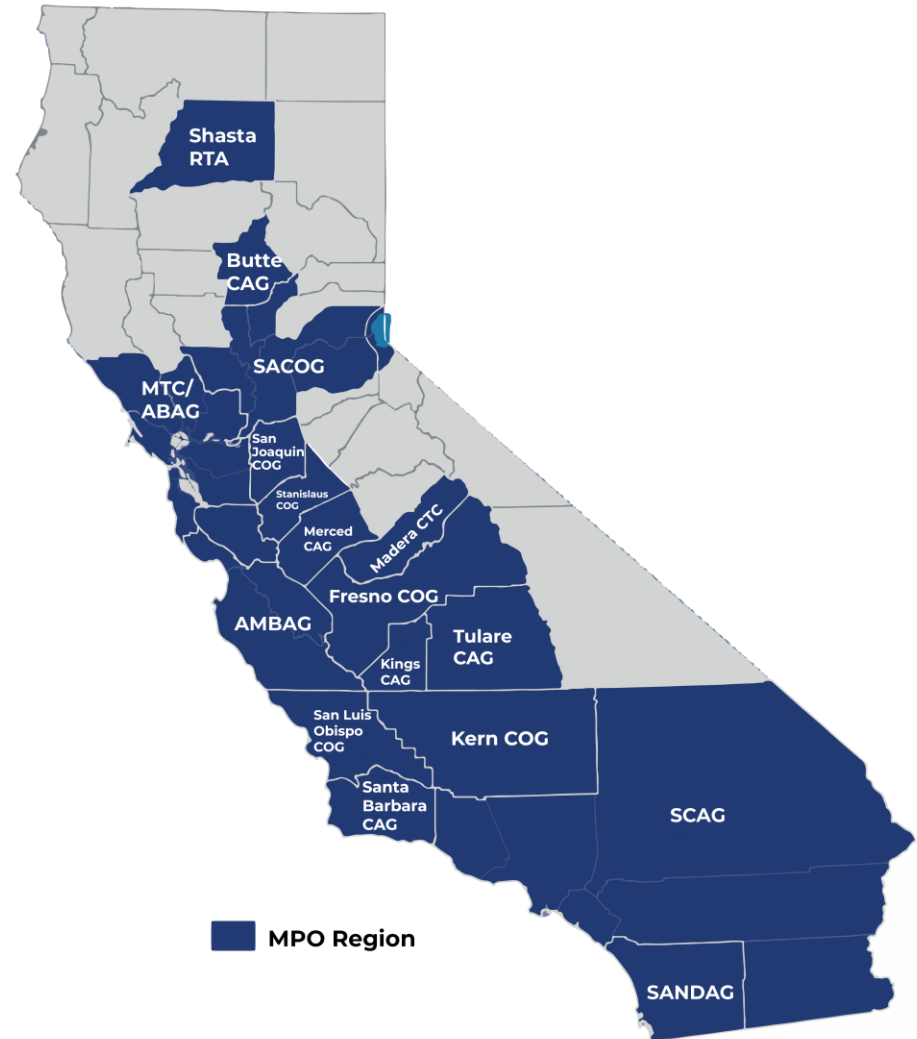 Shasta
RTA
Butte
CAG
SACOG
MTC/
ABAG
San
Joaquin
COG
Stanislaus
COG
Merced
CAG
Madera CTC
Fresno COG
AMBAG
Tulare
CAG
Kings
CAG
San Luis
Obispo
COG
Kern COG
Santa
Barbara
CAG
SCAG
MPO Region
SANDAG